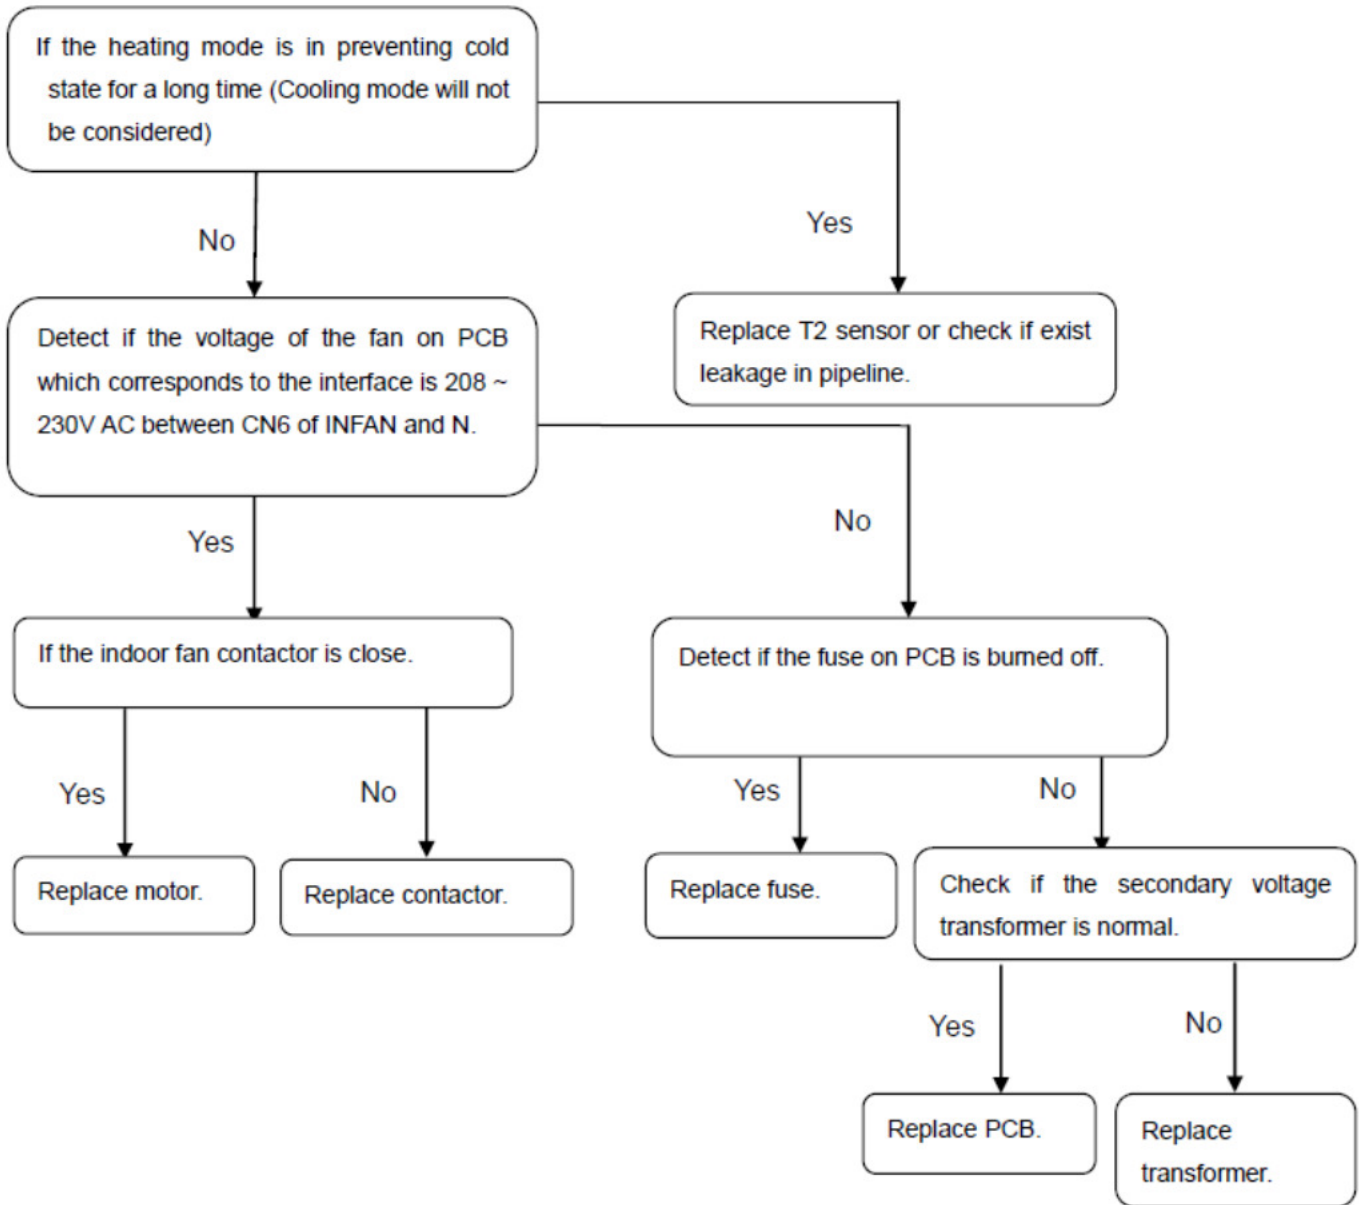 If the heating mode is in preventing cold
state for a long time (Cooling mode will not
be considered)
No
Yes
Detect if the voltage of the fan on PCB
which corresponds to the interface is 208 ~
230V AC between CN6 of INFAN and N.
Replace T2 sensor or check if exist
leakage in pipeline.
Yes
No
If the indoor fan contactor is close.
Detect if the fuse on PCB is burned off.
Yes
No
Yes
No
Replace motor.
Replace contactor.
Replace fuse.
Check if the secondary voltage
transformer is normal.
Yes
No
Replace PCB.
Replace
transformer.